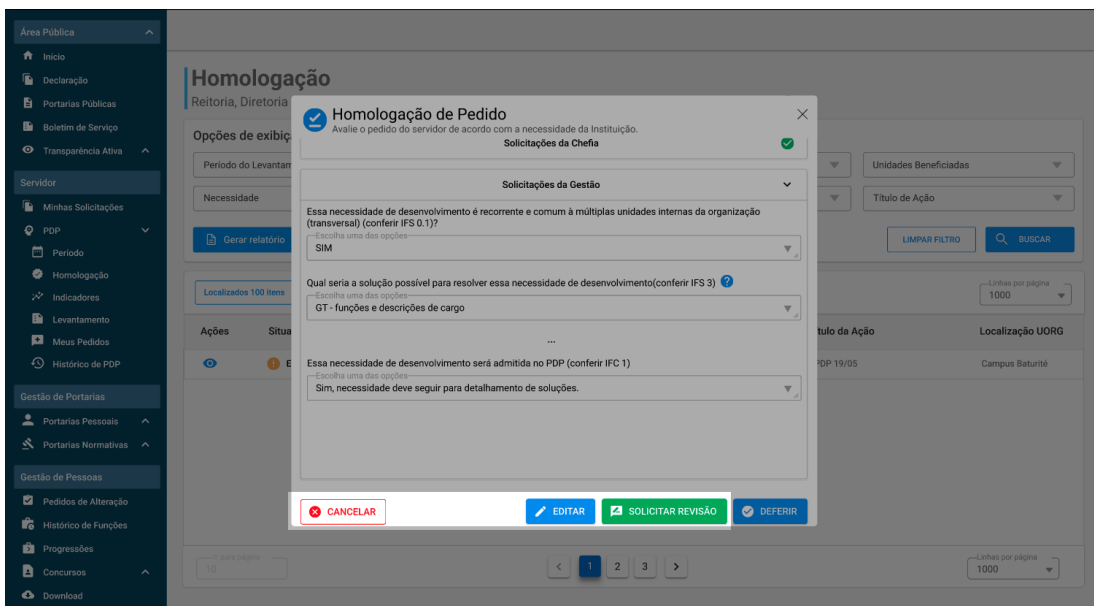 Área Pública
Início
Declaração
Portarias Públicas
Boletim de Serviço
Transparência Ativa
Servidor
Minhas Solicitações
PDP
Período
Homologação
Indicadores
Levantamento
Meus Pedidos
Histórico de PDP
Gestão de Portarias
Portarias Pessoais
Portarias Normativas
Gestão de Pessoas
Pedidos de Alteração
Histórico de Funções
Progressões
Concursos
Download
Homologação
Reitoria, Diretoria
Opções de exibiç
Período do Levantam
Unidades Beneficiadas
Necessidade
Título de Ação
Gerar relatório
LIMPAR FILTRO
BUSCAR
Localizados 100 itens
Linhas por página
1000
Ações
Situa
tulo da Ação
Localização UORG
E
PDP 19/05
Campus Baturité
Homologação de Pedido
Avalie o pedido do servidor de acordo com a necessidade da Instituição.
Solicitações da Chefia
Solicitações da Gestão
Essa necessidade de desenvolvimento é recorrente e comum à múltiplas unidades internas da organização
(transversal) (conferir IFS 0.1)?
Escolha uma das opções
SIM
Qual seria a solução possível para resolver essa necessidade de desenvolvimento(conferir IFS 3) ?
Escolha uma das opções
GT - funções e descrições de cargo
...
Essa necessidade de desenvolvimento será admitida no PDP (conferir IFC 1)
Escolha uma das opções
Sim, necessidade deve seguir para detalhamento de soluções.
CANCELAR
EDITAR
SOLICITAR REVISÃO
DEFERIR
Ir para página
10
< 1 2 3 >
Linhas por página
1000